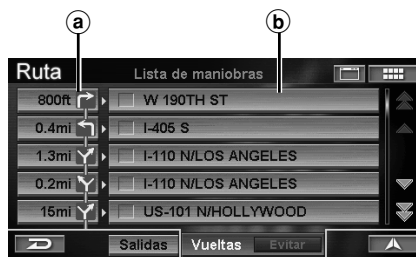 a b
Ruta Lista de maniobras
800ft W 190TH ST
0.4mi I-405 S
1.3mi I-110 N/LOS ANGELES
0.2mi I-110 N/LOS ANGELES
15mi US-101 N/HOLLYWOOD
Salidas Vueltas Evitar